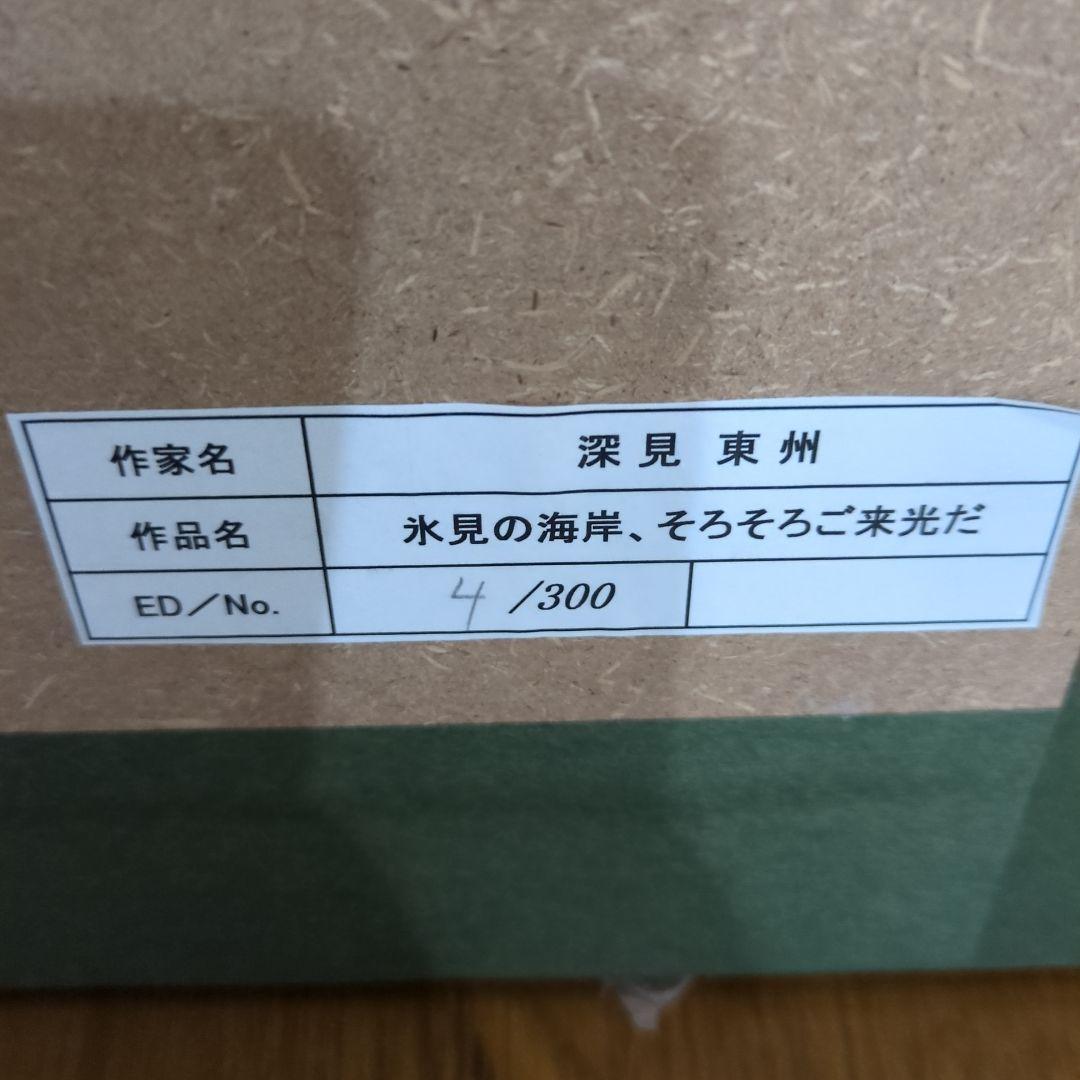 作家名 深見 東州
作品名 氷見の海岸、そろそろご来光だ
ED／No. 4 /300